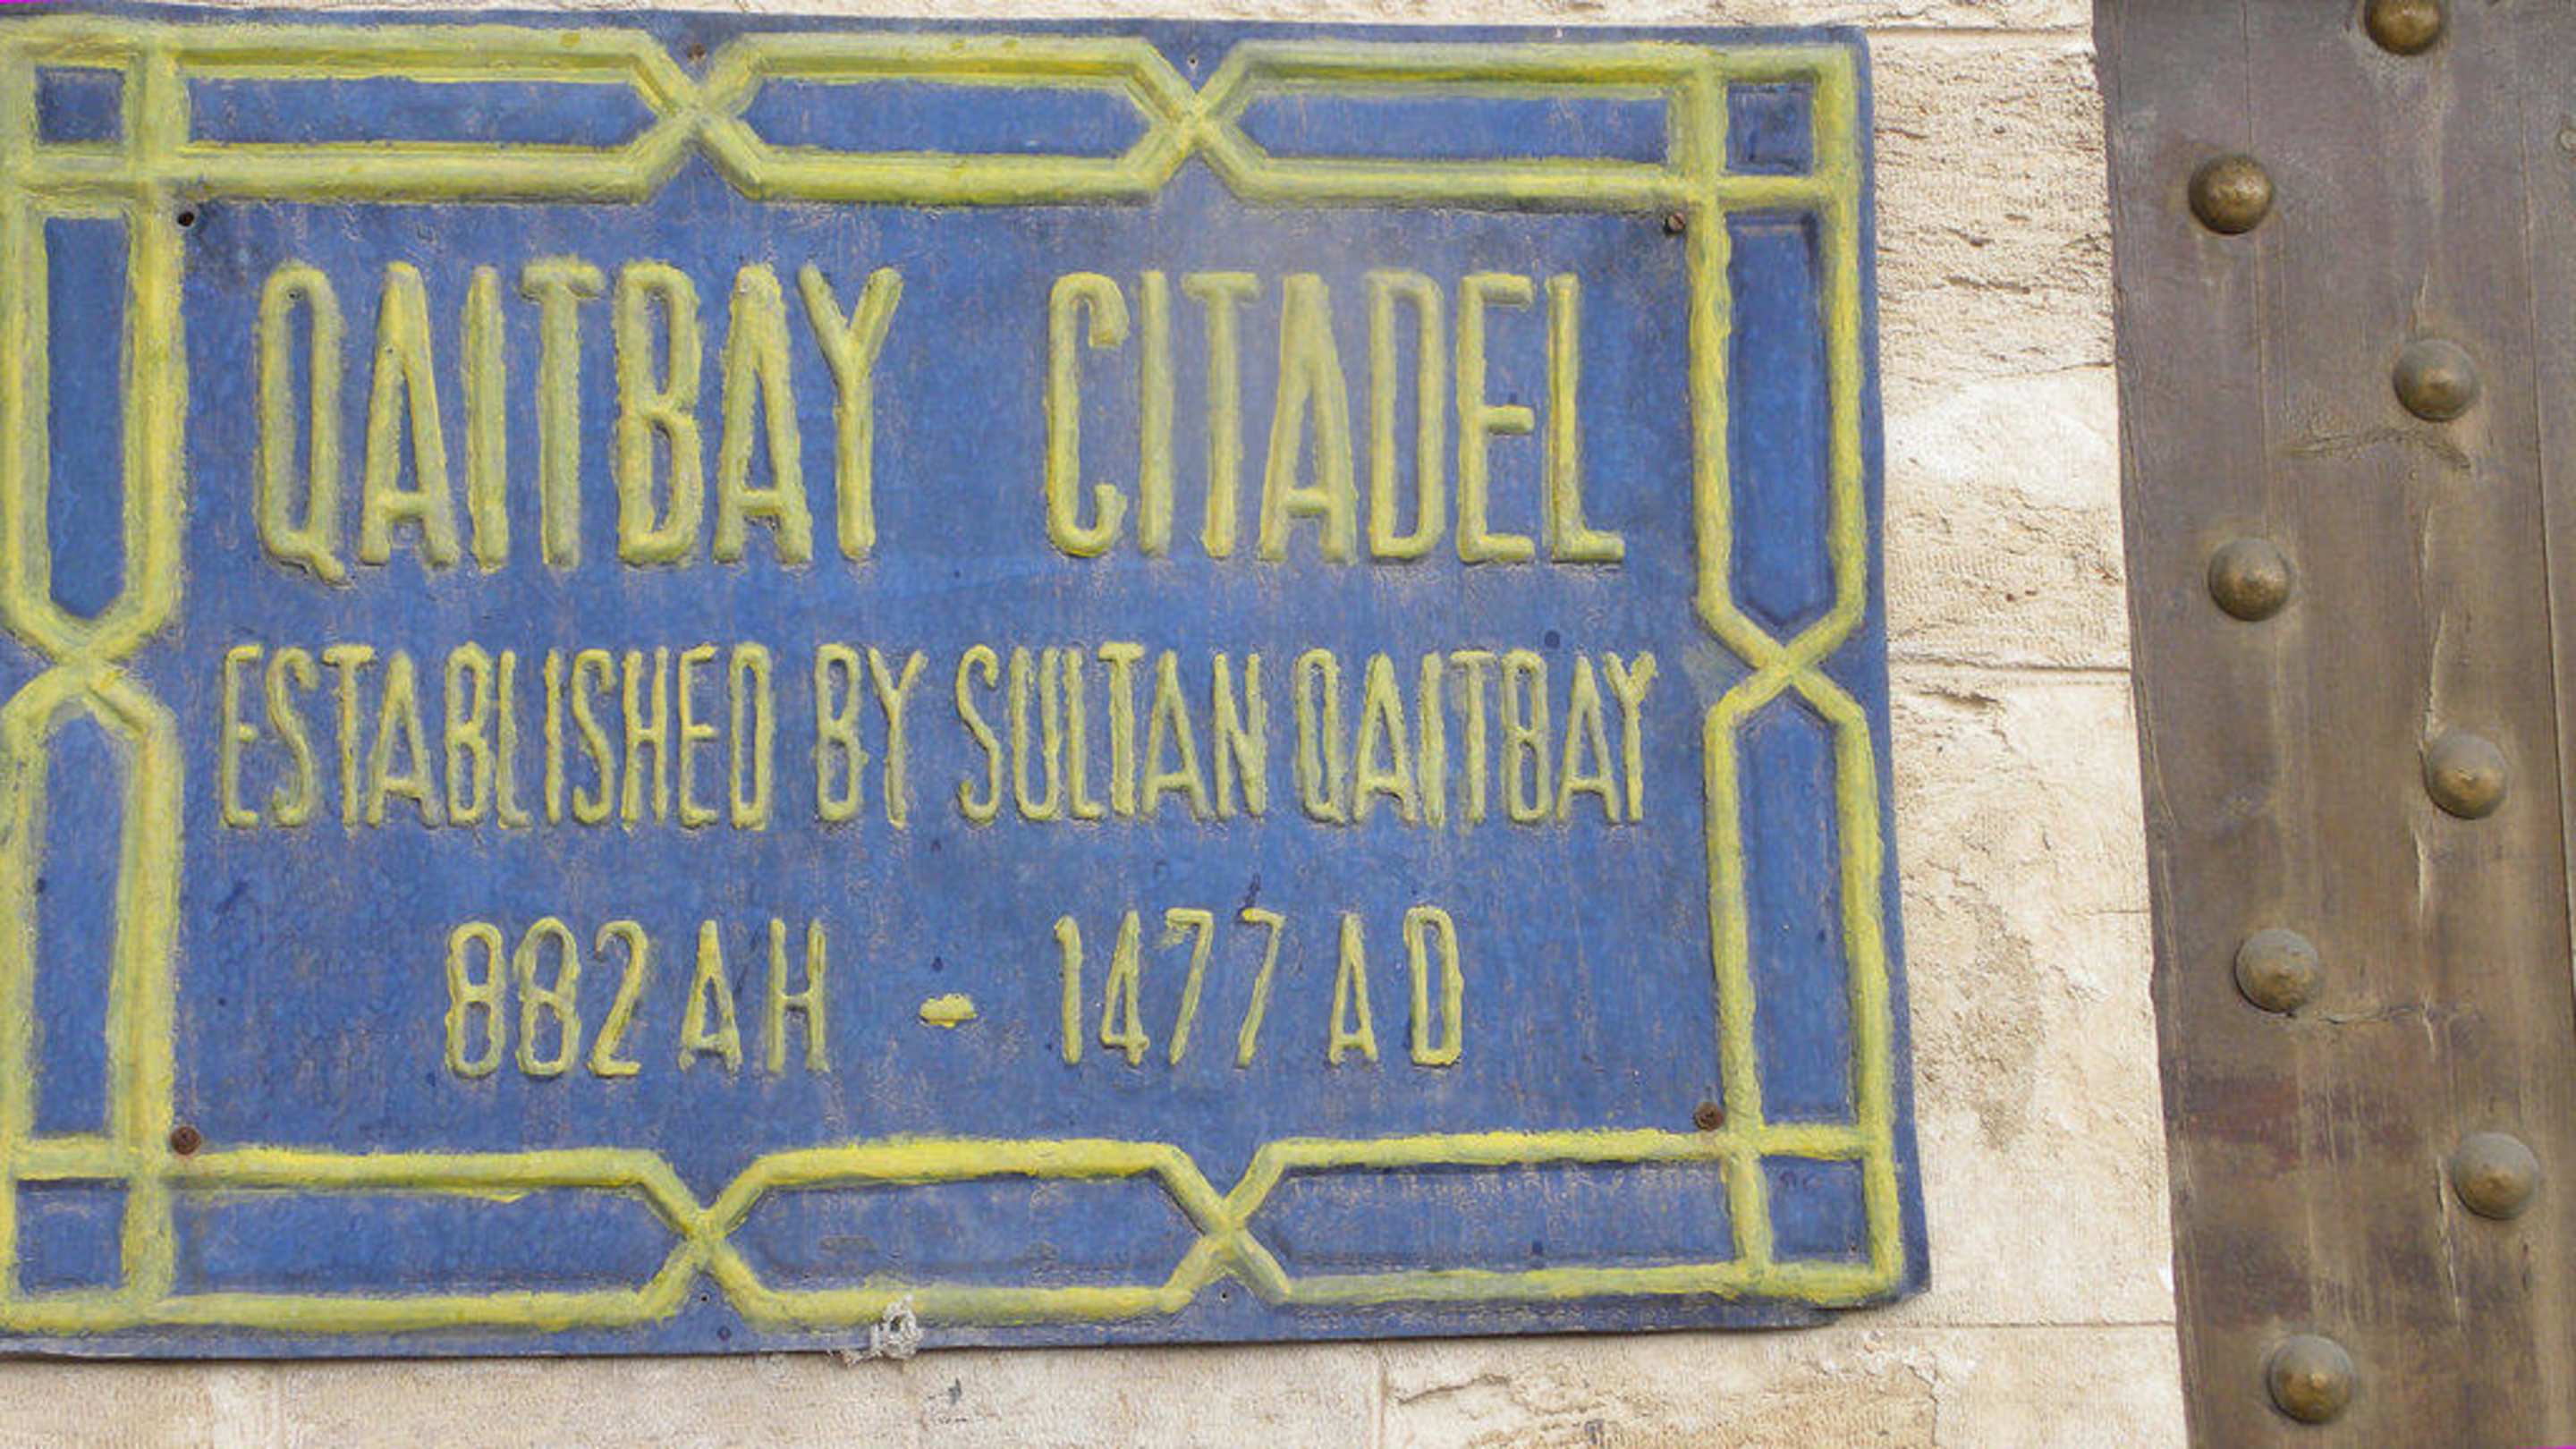 QAITBAY CITADEL
ESTABLISHED BY SULTAN QAITBAY
882 AH - 1477 AD